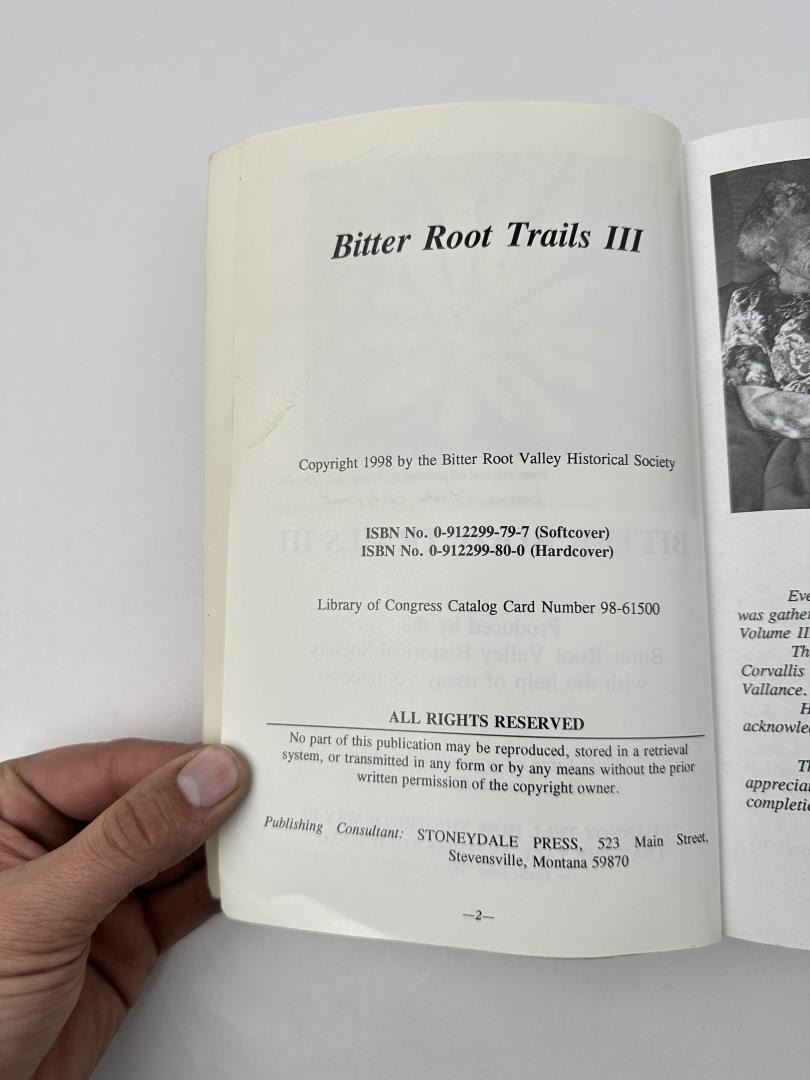 Bitter Root Trails III
Copyright 1998 by the Bitter Root Valley Historical Society
ISBN No. 0-912299-79-7 (Softcover)
ISBN No. 0-912299-80-0 (Hardcover)
Library of Congress Catalog Card Number 98-61500
ALL RIGHTS RESERVED
No part of this publication may be reproduced, stored in a retrieval
system, or transmitted in any form or by any means without the prior
written permission of the copyright owner.
Publishing Consultant: STONEYDALE PRESS, 523 Main Street,
Stevensville, Montana 59870
—2—
was
Volume
Corvallis
Vallance.